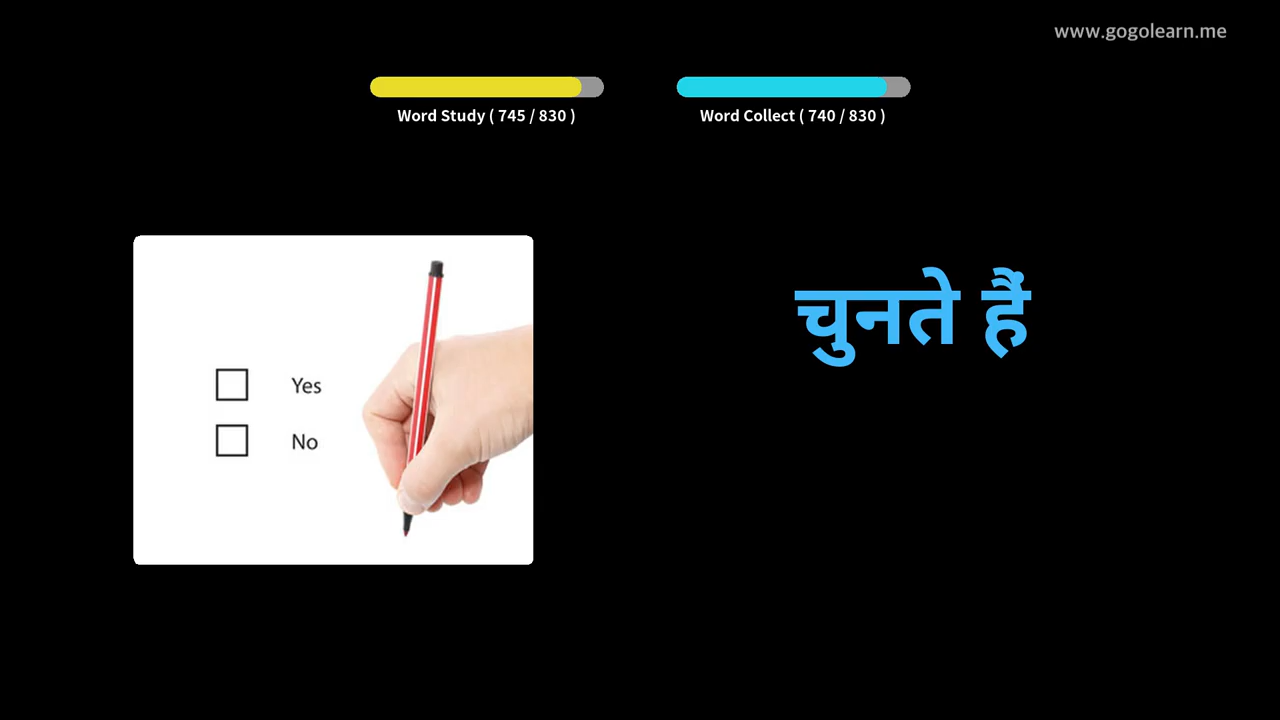 www.gogolearn.me
Word Study ( 745 / 830 )
Word Collect ( 740 / 830 )
चुनते हैं
Yes
No